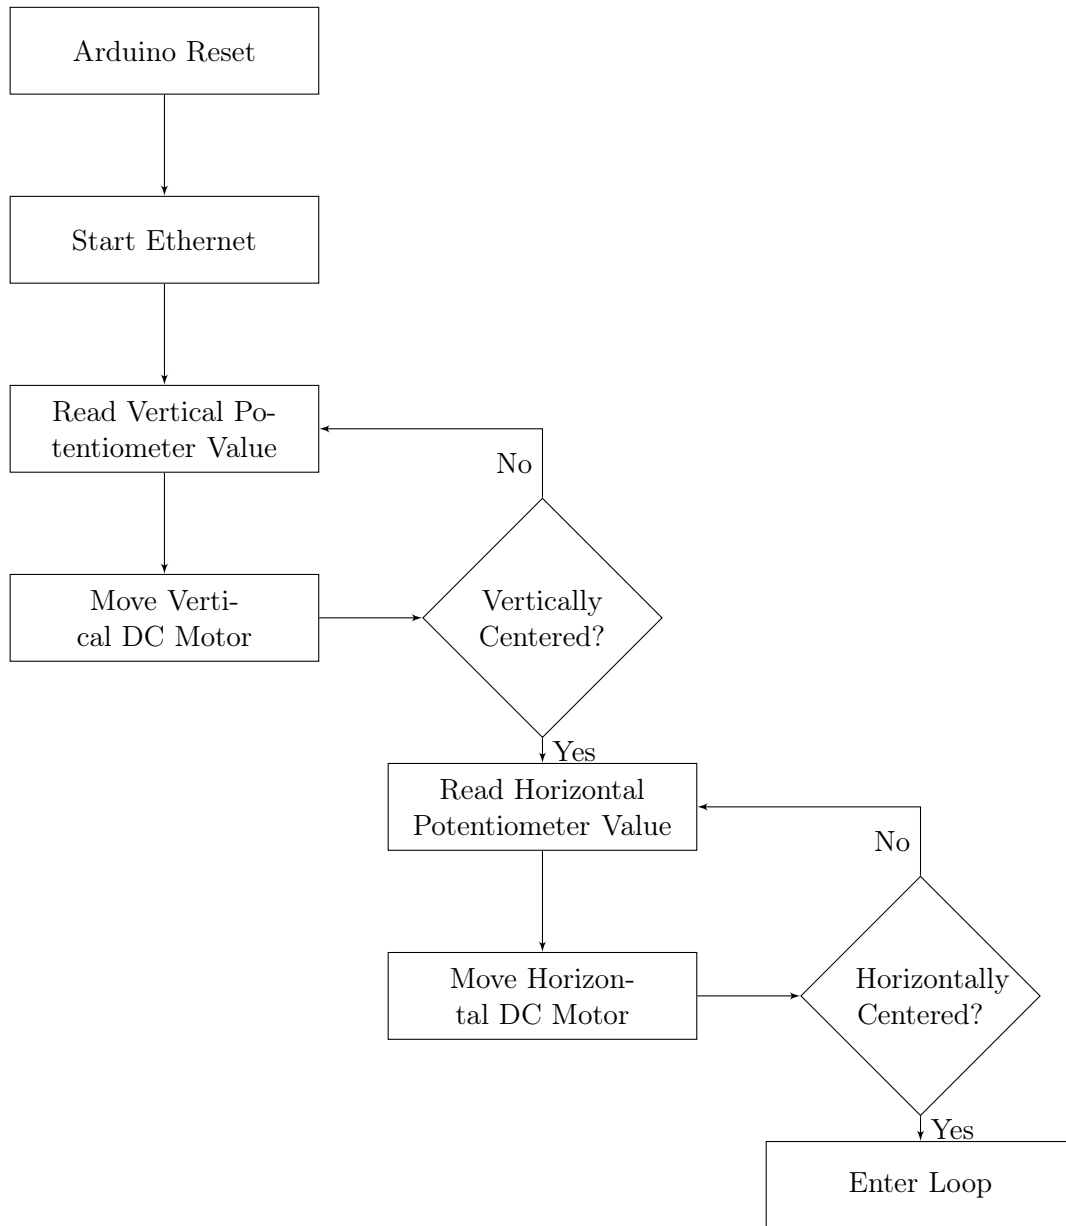 Arduino Reset
Start Ethernet
Read Vertical Po-
tentiometer Value
No
Move Verti-
cal DC Motor
Vertically
Centered?
Yes
Read Horizontal
Potentiometer Value
No
Move Horizon-
tal DC Motor
Horizontally
Centered?
Yes
Enter Loop